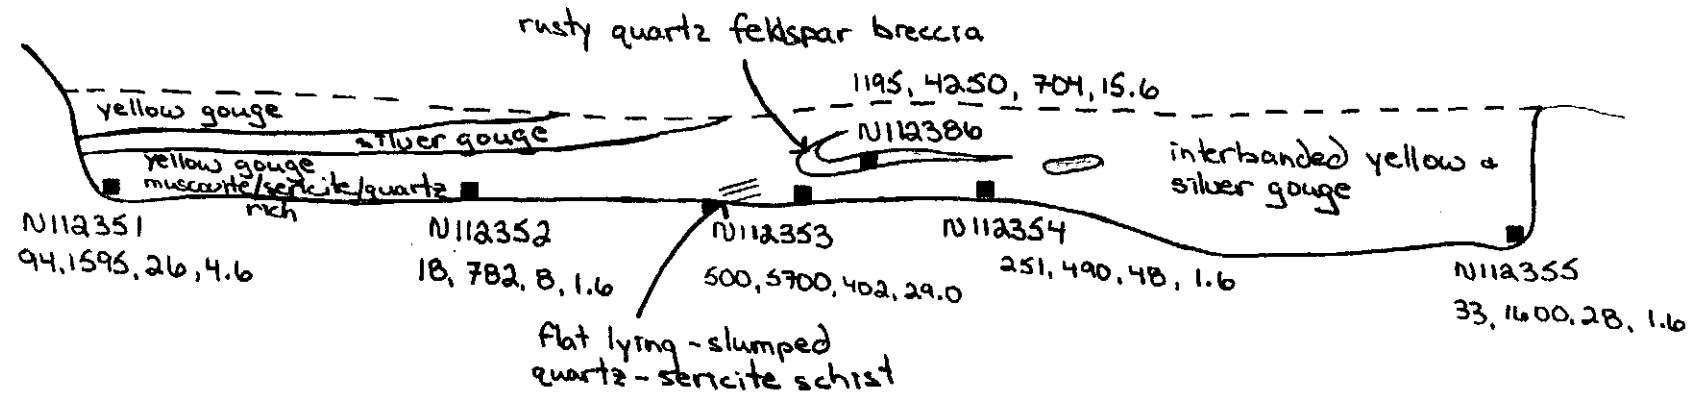 rusty quartz feldspar breccia
1195, 4250, 704, 15.6
yellow gouge
silver gouge
N112386
yellow gouge
muscovite/sericite/quartz
rich
interbanded yellow &
silver gouge
N112351
94, 1595, 26, 4.6
N112352
18, 782, 8, 1.6
N112353
500, 5700, 402, 29.0
N112354
251, 490, 48, 1.6
N112355
33, 1600, 28, 1.6
flat lying - slumped
quartz - sericite schist